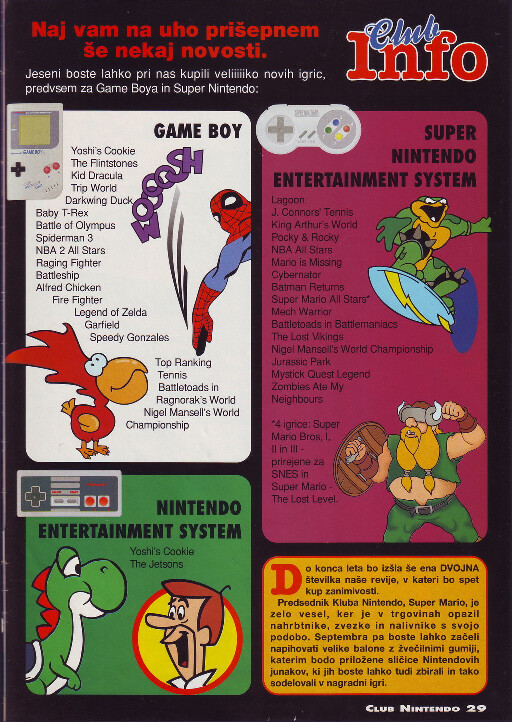 Naj vam na uho prišepnem
še nekaj novosti.
Club
Info
Jeseni boste lahko pri nas kupili veliiiiiko novih igric,
predvsem za Game Boya in Super Nintendo:
GAME BOY
Yoshi's Cookie
The Flintstones
Kid Dracula
Trip World
Darkwing Duck
Baby T-Rex
Battle of Olympus
Spiderman 3
NBA 2 All Stars
Raging Fighter
Battleship
Alfred Chicken
Fire Fighter
Legend of Zelda
Garfield
Speedy Gonzales
Top Ranking
Tennis
Battletoads in
Ragnorak's World
Nigel Mansell's World
Championship
WOSOOSH
SUPER
NINTENDO
ENTERTAINMENT SYSTEM
Lagoon
J. Connors' Tennis
King Arthur's World
Pocky & Rocky
NBA All Stars
Mario is Missing
Cybernator
Batman Returns
Super Mario All Stars*
Mech Warrior
Battletoads in Battlemaniacs
The Lost Vikings
Nigel Mansell's World Championship
Jurassic Park
Mystick Quest Legend
Zombies Ate My
Neighbours
*4 igrice: Super
Mario Bros, I,
II in III -
prirejene za
SNES in
Super Mario -
The Lost Level.
NINTENDO
ENTERTAINMENT SYSTEM
Yoshi's Cookie
The Jetsons
Do konca leta bo izšla še ena DVOJNA
številka naše revije, v kateri bo spet
kup zanimivosti.
Predsednik Kluba Nintendo, Super Mario, je
zelo vesel, ker je v trgovinah opazil
nahrbtnike, zvezke in nalivnike s svojo
podobo. Septembra pa boste lahko začeli
napihovati velike balone z žvečilnimi gumiji,
katerim bodo priložene sličice Nintendovih
junakov, ki jih boste lahko tudi zbirali in tako
sodelovali v nagradni igri.
CLUB NINTENDO 29